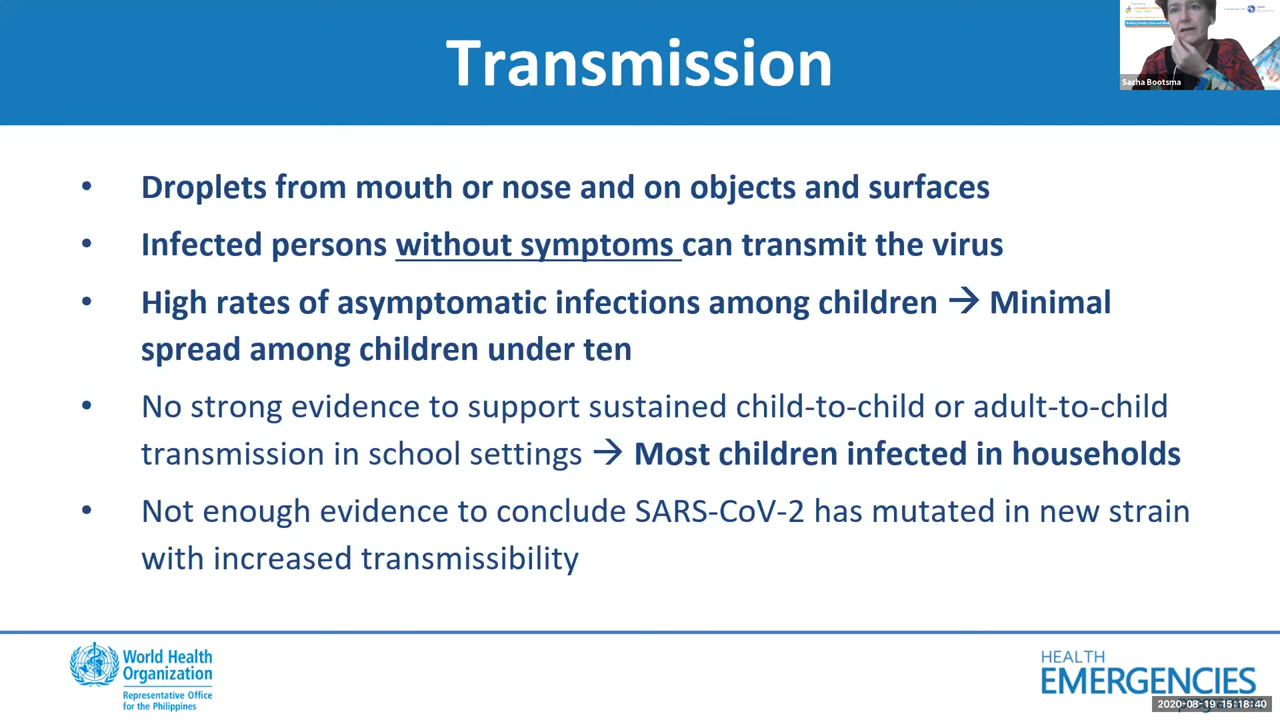 Transmission
Sacha Bootsma
• Droplets from mouth or nose and on objects and surfaces
• Infected persons without symptoms can transmit the virus
• High rates of asymptomatic infections among children → Minimal
spread among children under ten
• No strong evidence to support sustained child-to-child or adult-to-child
transmission in school settings → Most children infected in households
• Not enough evidence to conclude SARS-CoV-2 has mutated in new strain
with increased transmissibility
World Health
Organization
Representative Office
for the Philippines
HEALTH
EMERGENCIES
programme
2020-08-19 15:18:40